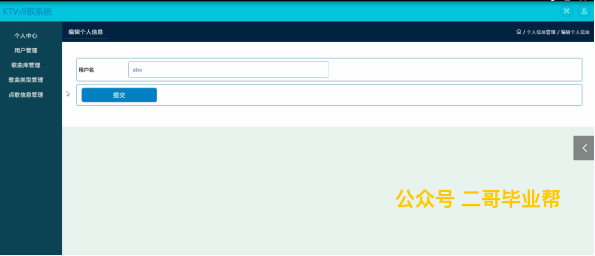 KTV点歌系统
个人中心
用户管理
歌曲库管理
歌曲类型管理
点歌信息管理
编辑个人信息
/ 个人信息管理 / 编辑个人信息
用户名
abo
提交
公众号 二哥毕业帮